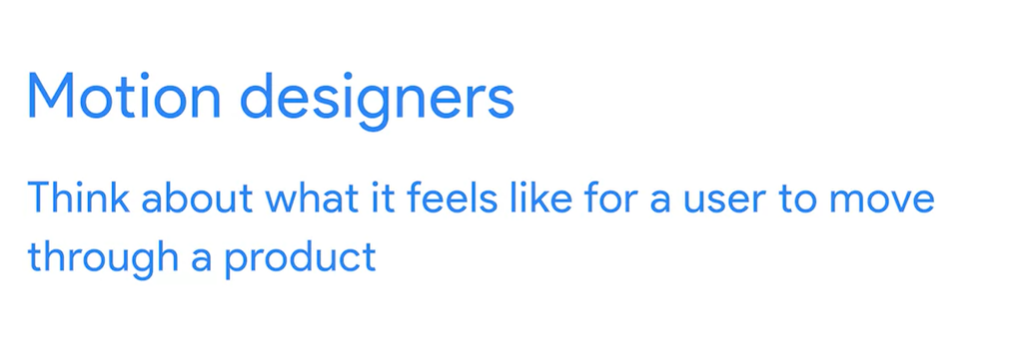 Motion designers
Think about what it feels like for a user to move
through a product